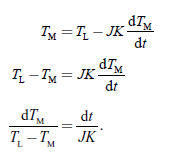 T_M = T_L − JK dT_M/dt
T_L − T_M = JK dT_M/dt
dT_M/(T_L − T_M) = dt/JK.